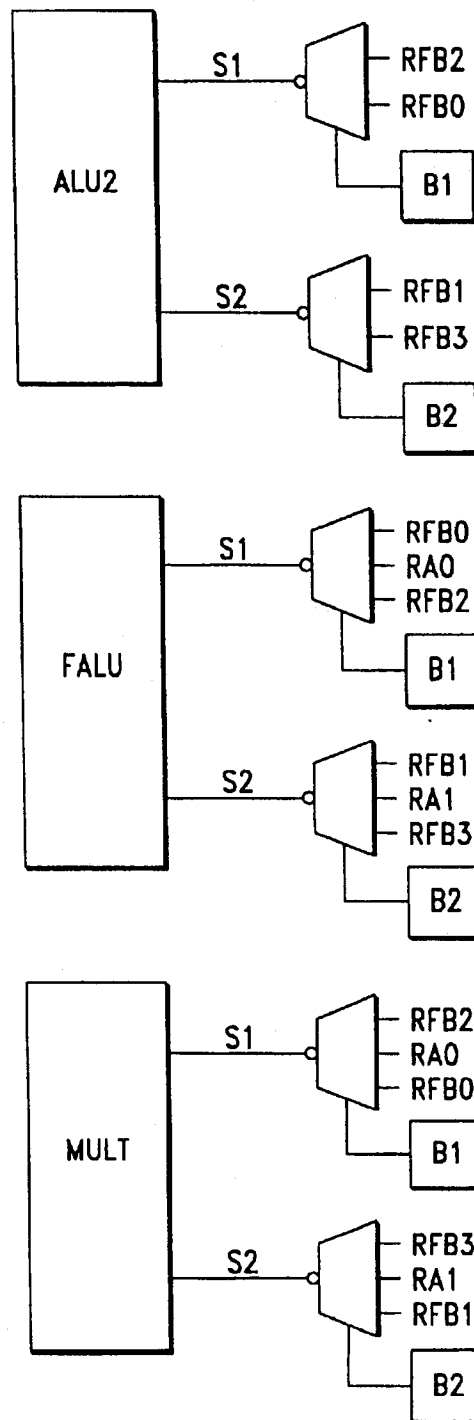 S1
RFB2
RFB0
ALU2
B1
S2
RFB1
RFB3
B2
S1
RFB0
RA0
RFB2
FALU
B1
S2
RFB1
RA1
RFB3
B2
S1
RFB2
RA0
RFB0
MULT
B1
S2
RFB3
RA1
RFB1
B2